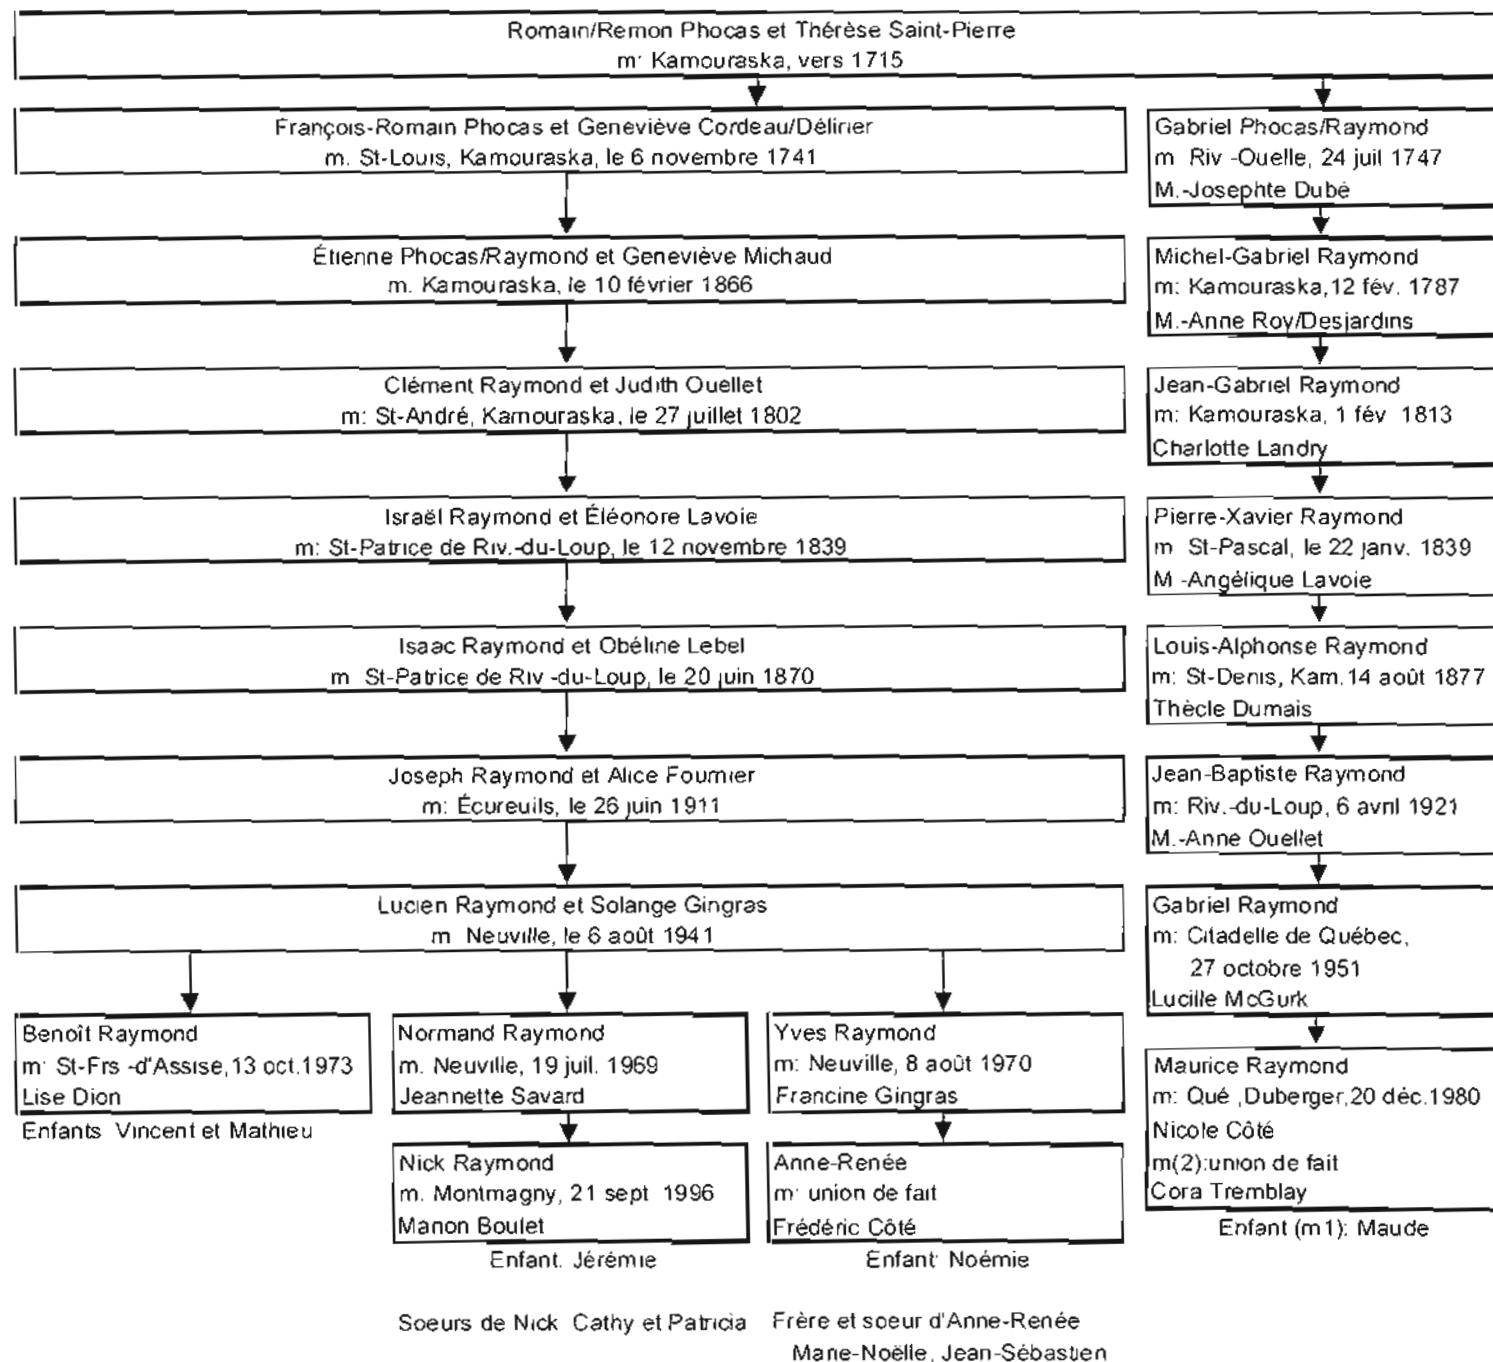 Romain/Remon Phocas et Thérèse Saint-Pierre
m: Kamouraska, vers 1715
François-Romain Phocas et Geneviève Cordeau/Délirier
m. St-Louis, Kamouraska, le 6 novembre 1741
Gabriel Phocas/Raymond
m Riv -Ouelle, 24 juil 1747
M.-Josephte Dubé
Étienne Phocas/Raymond et Geneviève Michaud
m. Kamouraska, le 10 février 1866
Michel-Gabriel Raymond
m: Kamouraska,12 fév. 1787
M.-Anne Roy/Desjardins
Clément Raymond et Judith Ouellet
m: St-André, Kamouraska, le 27 juillet 1802
Jean-Gabriel Raymond
m: Kamouraska, 1 fév 1813
Charlotte Landry
Israël Raymond et Éléonore Lavoie
m: St-Patrice de Riv.-du-Loup, le 12 novembre 1839
Pierre-Xavier Raymond
m St-Pascal, le 22 janv. 1839
M -Angélique Lavoie
Isaac Raymond et Obéline Lebel
m St-Patrice de Riv -du-Loup, le 20 juin 1870
Louis-Alphonse Raymond
m: St-Denis, Kam.14 août 1877
Thècle Dumais
Joseph Raymond et Alice Fournier
m: Écureuils, le 26 juin 1911
Jean-Baptiste Raymond
m: Riv.-du-Loup, 6 avril 1921
M.-Anne Ouellet
Lucien Raymond et Solange Gingras
m Neuville, le 6 août 1941
Gabriel Raymond
m: Citadelle de Québec,
27 octobre 1951
Lucille McGurk
Benoît Raymond
m: St-Frs -d'Assise,13 oct.1973
Lise Dion
Enfants Vincent et Mathieu
Normand Raymond
m. Neuville, 19 juil. 1969
Jeannette Savard
Yves Raymond
m: Neuville, 8 août 1970
Francine Gingras
Maurice Raymond
m: Qué ,Duberger,20 déc.1980
Nicole Côté
m(2):union de fait
Cora Tremblay
Enfant (m1): Maude
Nick Raymond
m. Montmagny, 21 sept 1996
Manon Boulet
Enfant. Jérémie
Anne-Renée
m: union de fait
Frédéric Côté
Enfant: Noémie
Soeurs de Nick Cathy et Patricia
Frère et soeur d'Anne-Renée
Marie-Noëlle, Jean-Sébastien